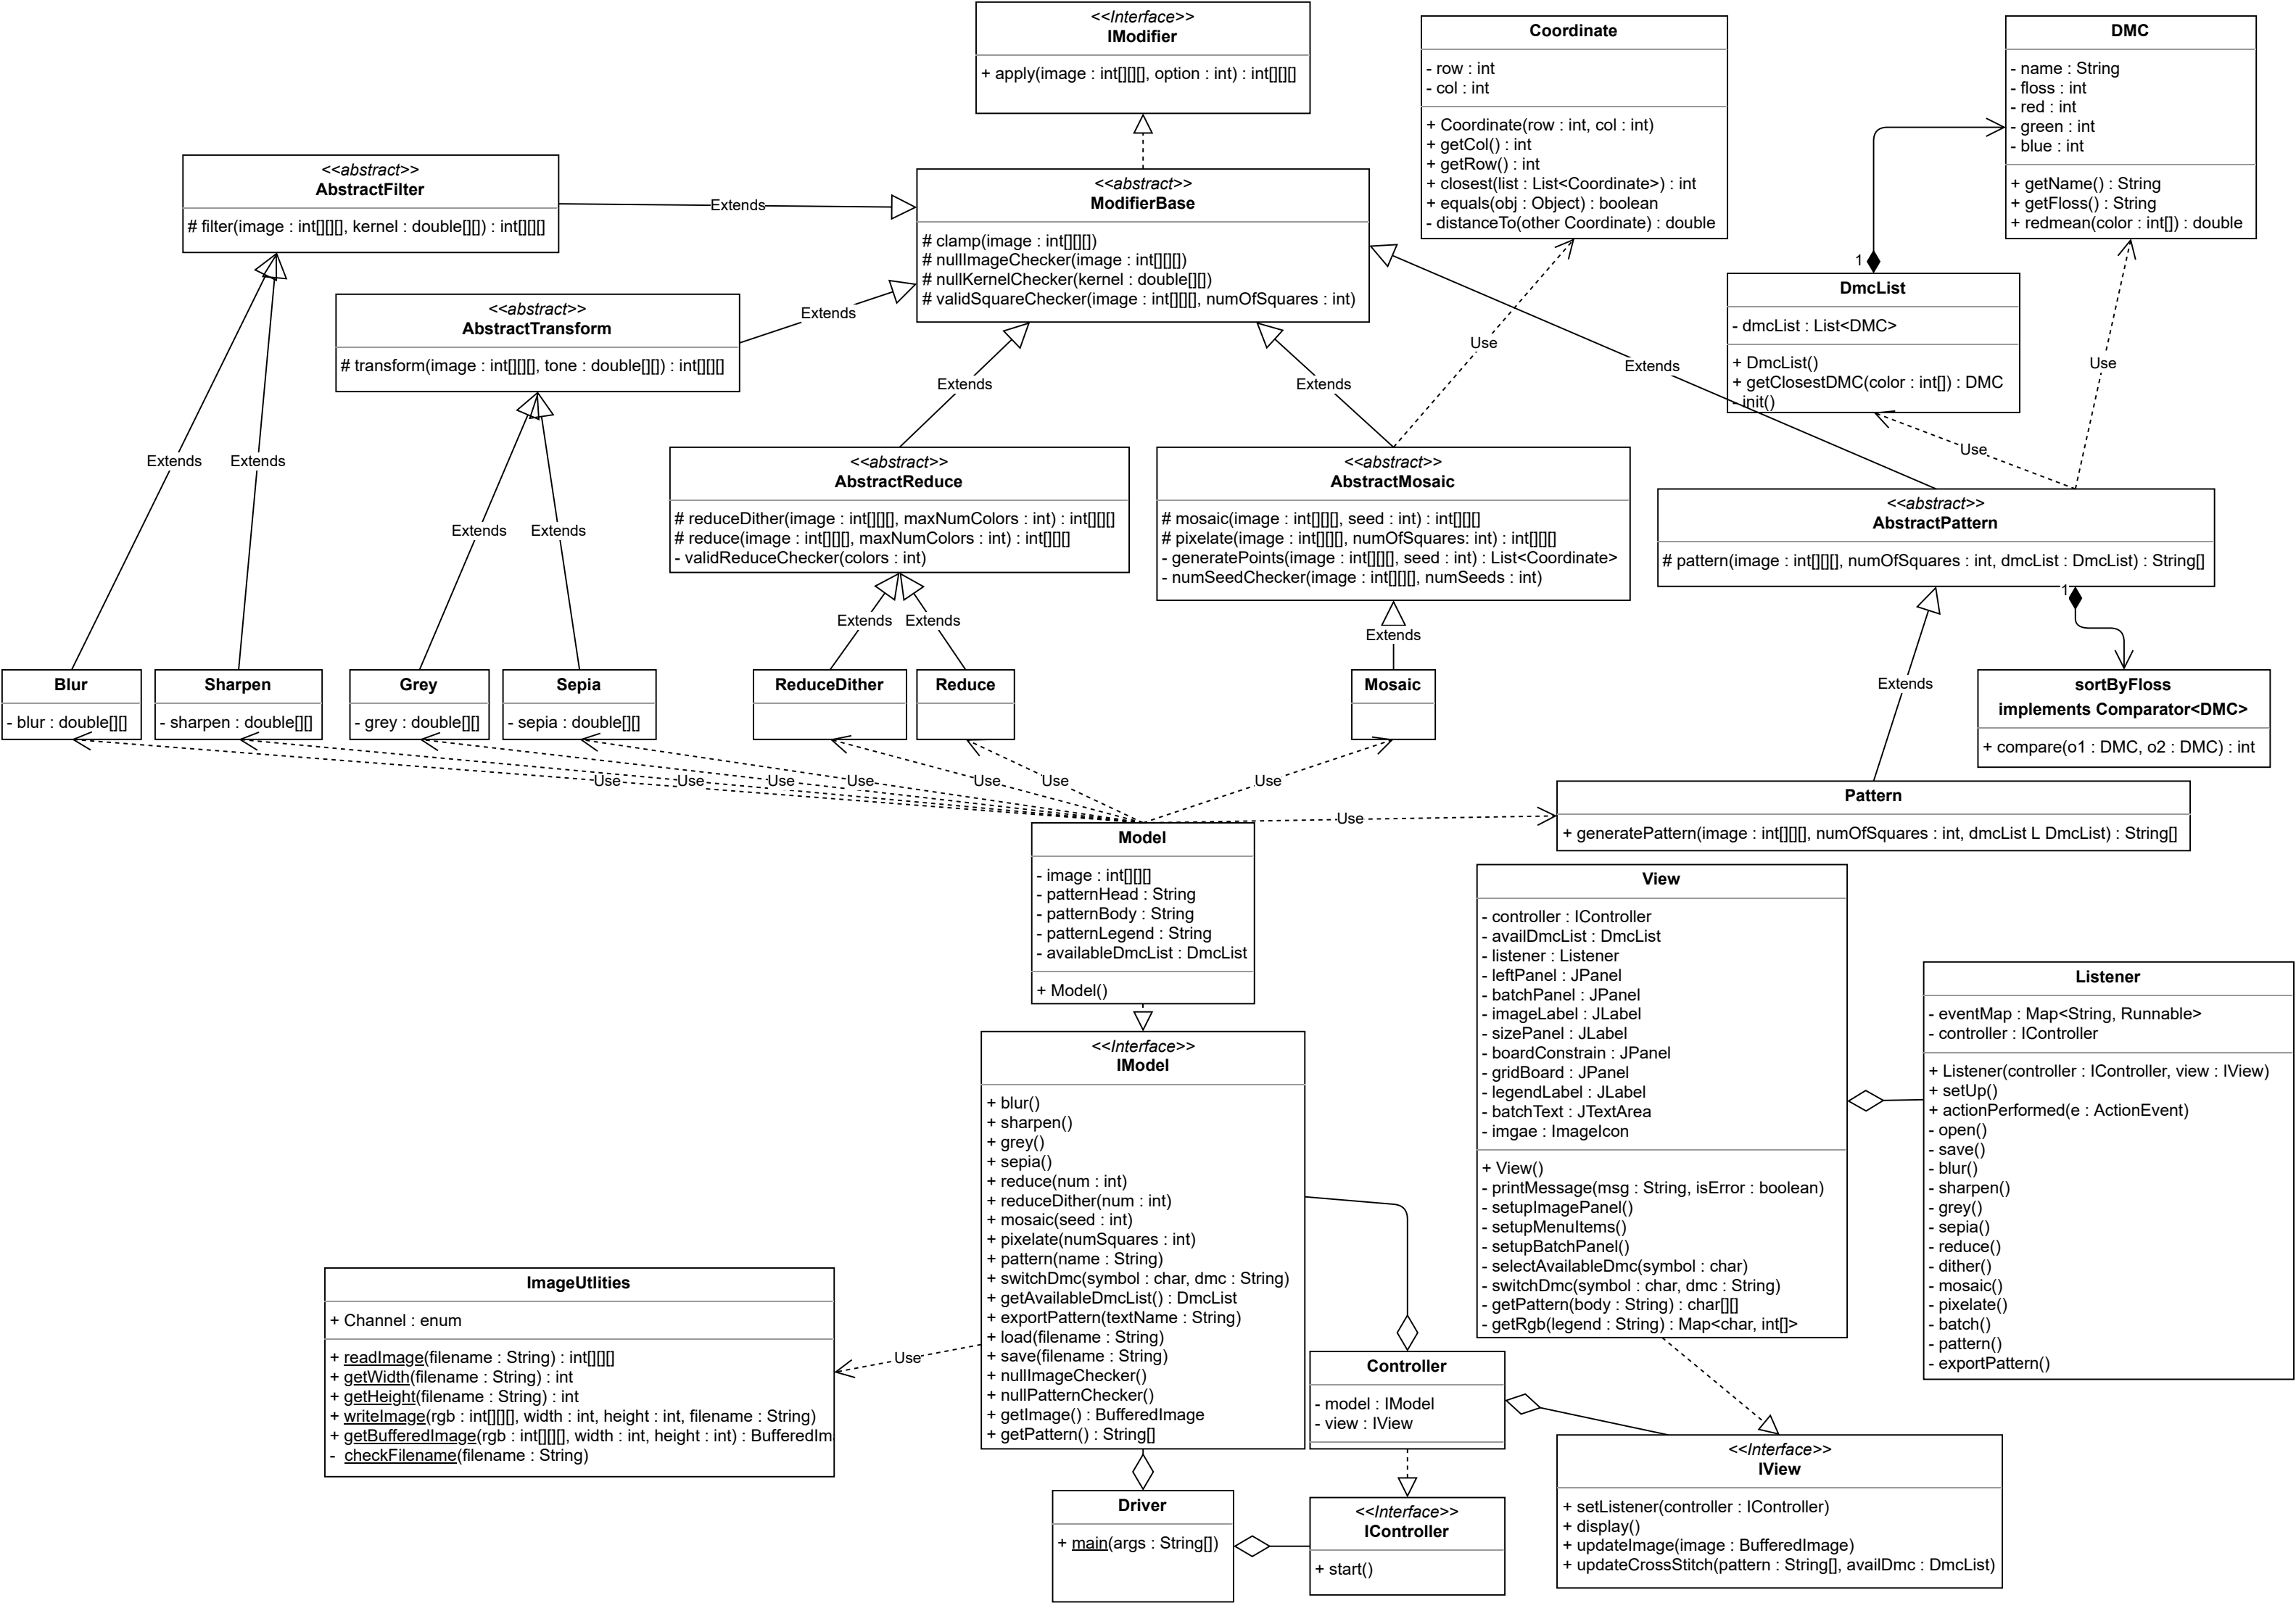 <<Interface>>
IModifier
+ apply(image : int[][][], option : int) : int[][][]
Coordinate
- row : int
- col : int
+ Coordinate(row : int, col : int)
+ getCol() : int
+ getRow() : int
+ closest(list : List<Coordinate>) : int
+ equals(obj : Object) : boolean
- distanceTo(other Coordinate) : double
DMC
- name : String
- floss : int
- red : int
- green : int
- blue : int
+ getName() : String
+ getFloss() : String
+ redmean(color : int[]) : double
<<abstract>>
AbstractFilter
# filter(image : int[][][], kernel : double[][]) : int[][][]
Extends
<<abstract>>
ModifierBase
# clamp(image : int[][][])
# nullImageChecker(image : int[][][])
# nullKernelChecker(kernel : double[][])
# validSquareChecker(image : int[][][], numOfSquares : int)
1
DmcList
- dmcList : List<DMC>
+ DmcList()
+ getClosestDMC(color : int[]) : DMC
- init()
<<abstract>>
AbstractTransform
# transform(image : int[][][], tone : double[][]) : int[][][]
Extends
Extends
Extends
Use
Extends
Use
Use
Extends
Extends
Extends
Extends
<<abstract>>
AbstractReduce
# reduceDither(image : int[][][], maxNumColors : int) : int[][][]
# reduce(image : int[][][], maxNumColors : int) : int[][][]
- validReduceChecker(colors : int)
<<abstract>>
AbstractMosaic
# mosaic(image : int[][][], seed : int) : int[][][]
# pixelate(image : int[][][], numOfSquares: int) : int[][][]
- generatePoints(image : int[][][], seed : int) : List<Coordinate>
- numSeedChecker(image : int[][][], numSeeds : int)
<<abstract>>
AbstractPattern
# pattern(image : int[][][], numOfSquares : int, dmcList : DmcList) : String[]
1
Extends
Extends
Extends
Extends
Blur
- blur : double[][]
Sharpen
- sharpen : double[][]
Grey
- grey : double[][]
Sepia
- sepia : double[][]
ReduceDither
Reduce
Mosaic
sortByFloss
implements Comparator<DMC>
+ compare(o1 : DMC, o2 : DMC) : int
Use
Use
Use
Use
Use
Use
Use
Use
Pattern
+ generatePattern(image : int[][][], numOfSquares : int, dmcList L DmcList) : String[]
Model
- image : int[][][]
- patternHead : String
- patternBody : String
- patternLegend : String
- availableDmcList : DmcList
+ Model()
View
- controller : IController
- availDmcList : DmcList
- listener : Listener
- leftPanel : JPanel
- batchPanel : JPanel
- imageLabel : JLabel
- sizePanel : JLabel
- boardConstrain : JPanel
- gridBoard : JPanel
- legendLabel : JLabel
- batchText : JTextArea
- imgae : ImageIcon
+ View()
- printMessage(msg : String, isError : boolean)
- setupImagePanel()
- setupMenuItems()
- setupBatchPanel()
- selectAvailableDmc(symbol : char)
- switchDmc(symbol : char, dmc : String)
- getPattern(body : String) : char[][]
- getRgb(legend : String) : Map<char, int[]>
Listener
- eventMap : Map<String, Runnable>
- controller : IController
+ Listener(controller : IController, view : IView)
+ setUp()
+ actionPerformed(e : ActionEvent)
- open()
- save()
- blur()
- sharpen()
- grey()
- sepia()
- reduce()
- dither()
- mosaic()
- pixelate()
- batch()
- pattern()
- exportPattern()
<<Interface>>
IModel
+ blur()
+ sharpen()
+ grey()
+ sepia()
+ reduce(num : int)
+ reduceDither(num : int)
+ mosaic(seed : int)
+ pixelate(numSquares : int)
+ pattern(name : String)
+ switchDmc(symbol : char, dmc : String)
+ getAvailableDmcList() : DmcList
+ exportPattern(textName : String)
+ load(filename : String)
+ save(filename : String)
+ nullImageChecker()
+ nullPatternChecker()
+ getImage() : BufferedImage
+ getPattern() : String[]
ImageUtlities
+ Channel : enum
+ readImage(filename : String) : int[][][]
+ getWidth(filename : String) : int
+ getHeight(filename : String) : int
+ writeImage(rgb : int[][][], width : int, height : int, filename : String)
+ getBufferedImage(rgb : int[][][], width : int, height : int) : BufferedIm
- checkFilename(filename : String)
Use
Controller
- model : IModel
- view : IView
<<Interface>>
IView
+ setListener(controller : IController)
+ display()
+ updateImage(image : BufferedImage)
+ updateCrossStitch(pattern : String[], availDmc : DmcList)
Driver
+ main(args : String[])
<<Interface>>
IController
+ start()